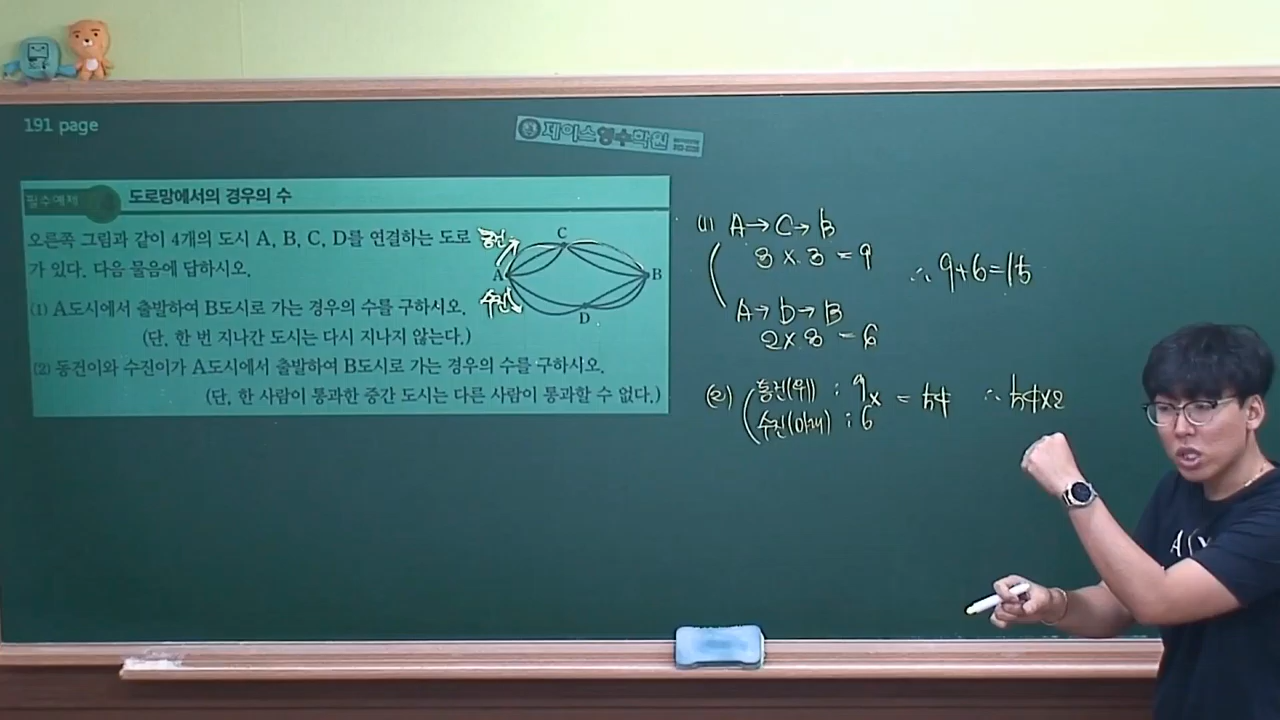 191 page
제이스영수학원
필수예제
도로망에서의 경우의 수
오른쪽 그림과 같이 4개의 도시 A, B, C, D를 연결하는 도로
가 있다. 다음 물음에 답하시오.
(1) A도시에서 출발하여 B도시로 가는 경우의 수를 구하시오.
(단, 한 번 지나간 도시는 다시 지나지 않는다.)
(2) 동건이와 수진이가 A도시에서 출발하여 B도시로 가는 경우의 수를 구하시오.
(단, 한 사람이 통과한 중간 도시는 다른 사람이 통과할 수 없다.)
동건
C
A
B
수진
D
(1) A→C→B
3×3=9
A→D→B
2×3=6
∴ 9+6=15
(2) 동건(위) : 9
수진(아래) : 6
× = 54 ∴ 54×2